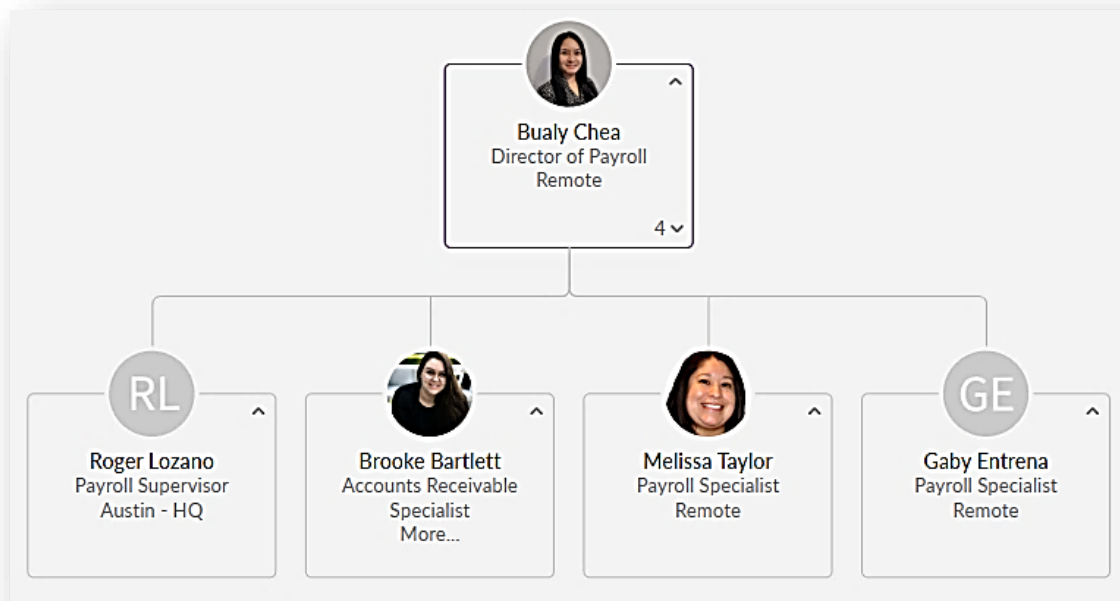 Bualy Chea
Director of Payroll
Remote
4
RL
Roger Lozano
Payroll Supervisor
Austin - HQ
Brooke Bartlett
Accounts Receivable
Specialist
More...
Melissa Taylor
Payroll Specialist
Remote
GE
Gaby Entrena
Payroll Specialist
Remote